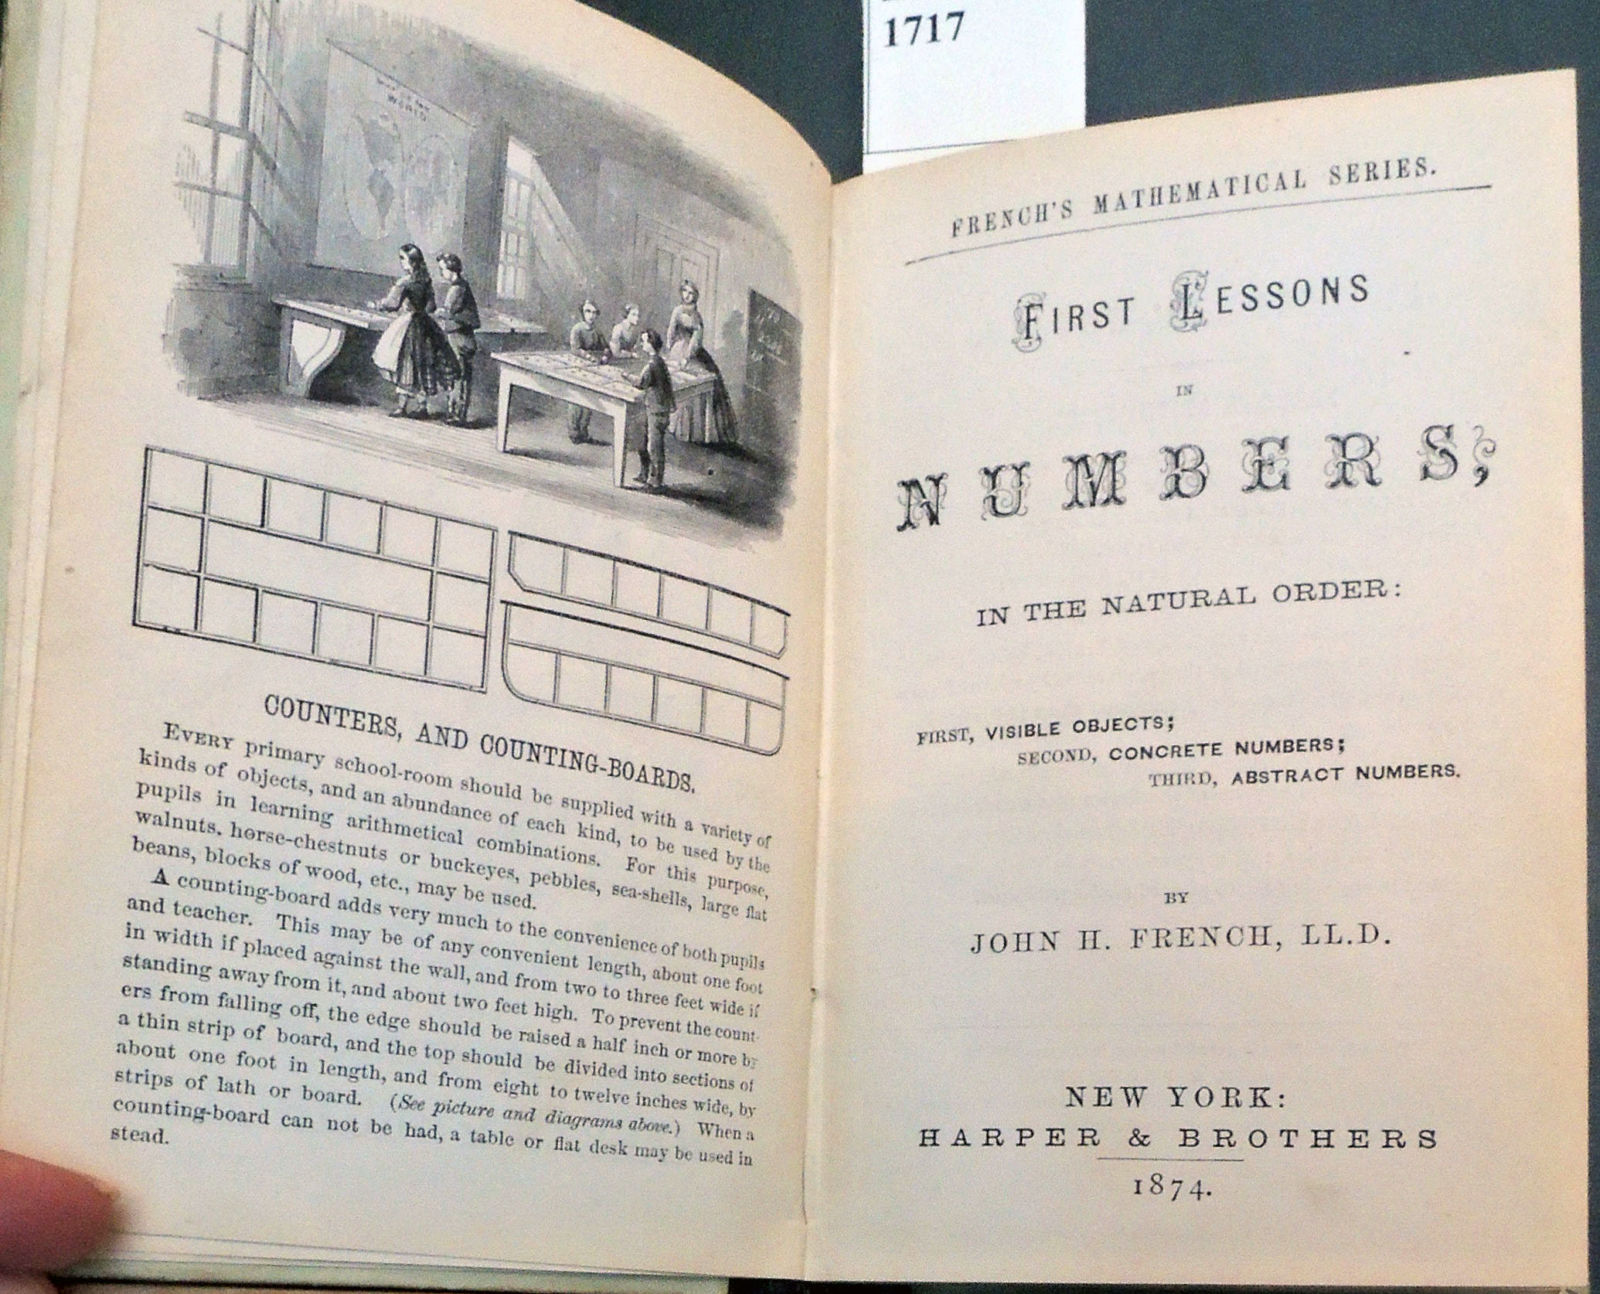 1717
WORLD
COUNTERS, AND COUNTING-BOARDS.
EVERY primary school-room should be supplied with a variety of
kinds of objects, and an abundance of each kind, to be used by the
pupils in learning arithmetical combinations. For this purpose,
walnuts, horse-chestnuts or buckeyes, pebbles, sea-shells, large flat
beans, blocks of wood, etc., may be used.
A counting-board adds very much to the convenience of both pupils
and teacher. This may be of any convenient length, about one foot
in width if placed against the wall, and from two to three feet wide if
standing away from it, and about two feet high. To prevent the count-
ers from falling off, the edge should be raised a half inch or more by
a thin strip of board, and the top should be divided into sections of
about one foot in length, and from eight to twelve inches wide, by
strips of lath or board. (See picture and diagrams above.) When a
counting-board can not be had, a table or flat desk may be used in
stead.
FRENCH'S MATHEMATICAL SERIES.
FIRST LESSONS
IN
NUMBERS;
IN THE NATURAL ORDER:
FIRST, VISIBLE OBJECTS;
SECOND, CONCRETE NUMBERS;
THIRD, ABSTRACT NUMBERS.
BY
JOHN H. FRENCH, LL.D.
NEW YORK:
HARPER & BROTHERS
1874.